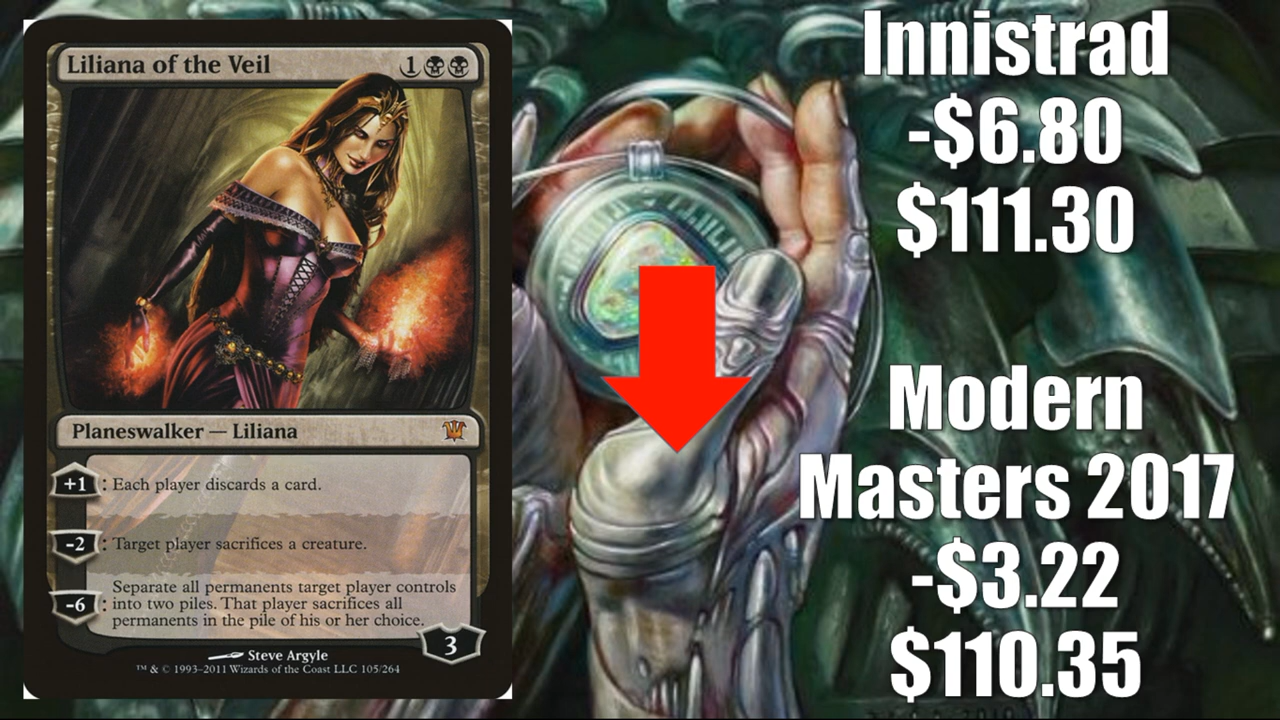 Liliana of the Veil
1
Planeswalker — Liliana
+1 : Each player discards a card.
-2 : Target player sacrifices a creature.
-6 : Separate all permanents target player controls
into two piles. That player sacrifices all
permanents in the pile of his or her choice.
3
Steve Argyle
™ & © 1993–2011 Wizards of the Coast LLC 105/264
Innistrad
-$6.80
$111.30
Modern
Masters 2017
-$3.22
$110.35